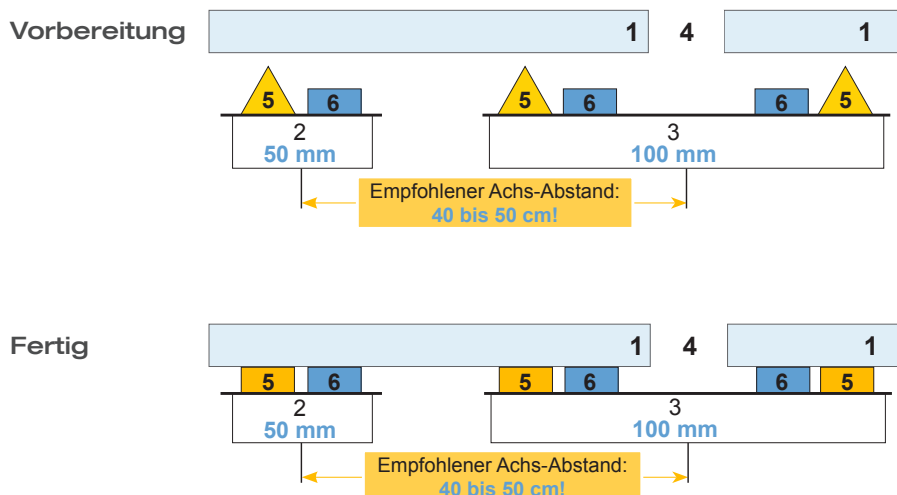 Vorbereitung
1 4 1
5 6 5 6 6 5
2 3
50 mm 100 mm
Empfohlener Achs-Abstand:
40 bis 50 cm!
Fertig
1 4 1
5 6 5 6 6 5
2 3
50 mm 100 mm
Empfohlener Achs-Abstand:
40 bis 50 cm!